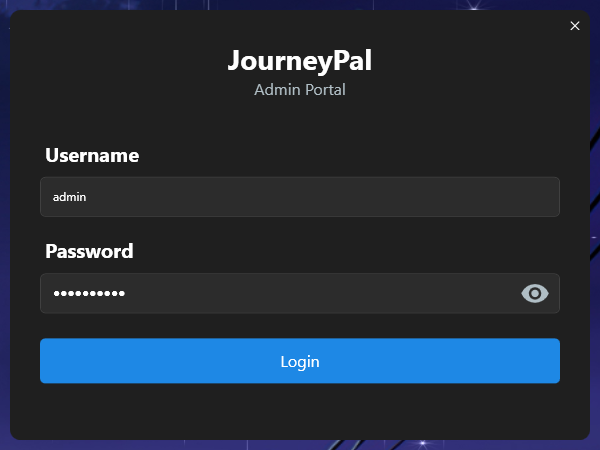 JourneyPal
Admin Portal
Username
admin
Password
••••••••••
Login